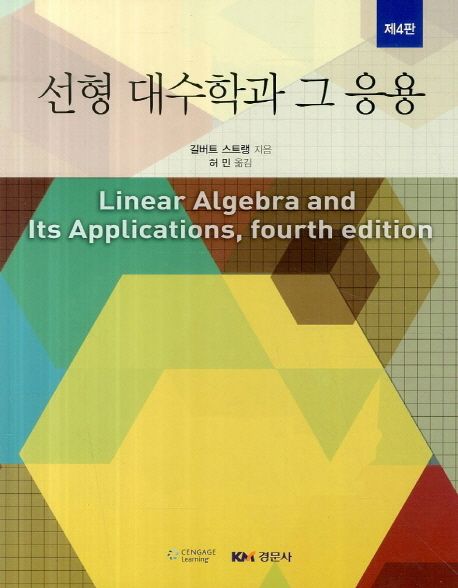 제4판
선형 대수학과 그 응용
길버트 스트랭 지음
허 민 옮김
Linear Algebra and
Its Applications, fourth edition
CENGAGE
Learning
KM 경문사